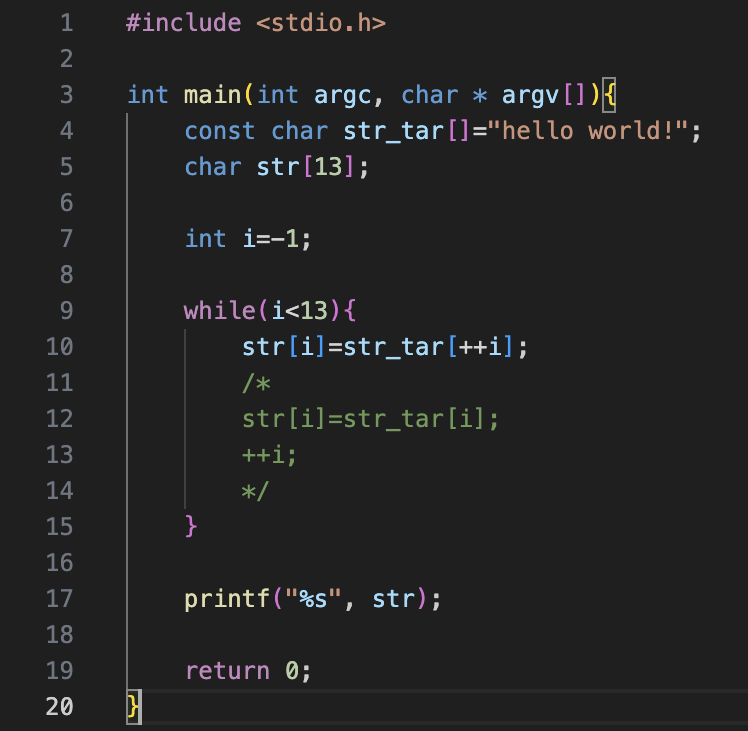 1 #include <stdio.h>
2
3 int main(int argc, char * argv[]){
4     const char str_tar[]="hello world!";
5     char str[13];
6
7     int i=-1;
8
9     while(i<13){
10         str[i]=str_tar[++i];
11         /*
12         str[i]=str_tar[i];
13         ++i;
14         */
15     }
16
17     printf("%s", str);
18
19     return 0;
20 }